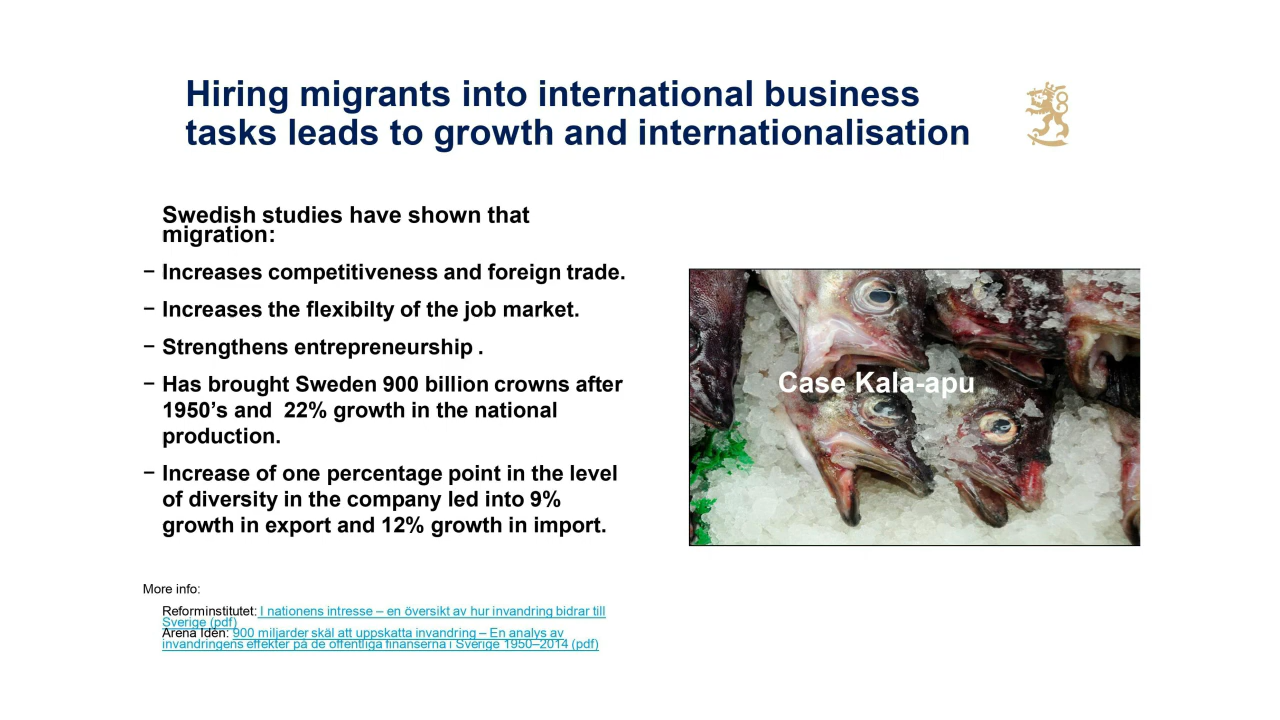 Hiring migrants into international business
tasks leads to growth and internationalisation
Swedish studies have shown that
migration:
− Increases competitiveness and foreign trade.
− Increases the flexibilty of the job market.
− Strengthens entrepreneurship .
− Has brought Sweden 900 billion crowns after
1950’s and  22% growth in the national
production.
− Increase of one percentage point in the level
of diversity in the company led into 9%
growth in export and 12% growth in import.
Case Kala-apu
More info:
Reforminstitutet: I nationens intresse – en översikt av hur invandring bidrar till
Sverige (pdf)
Arena Idén: 900 miljarder skäl att uppskatta invandring – En analys av
invandringens effekter på de offentliga finanserna i Sverige 1950–2014 (pdf)